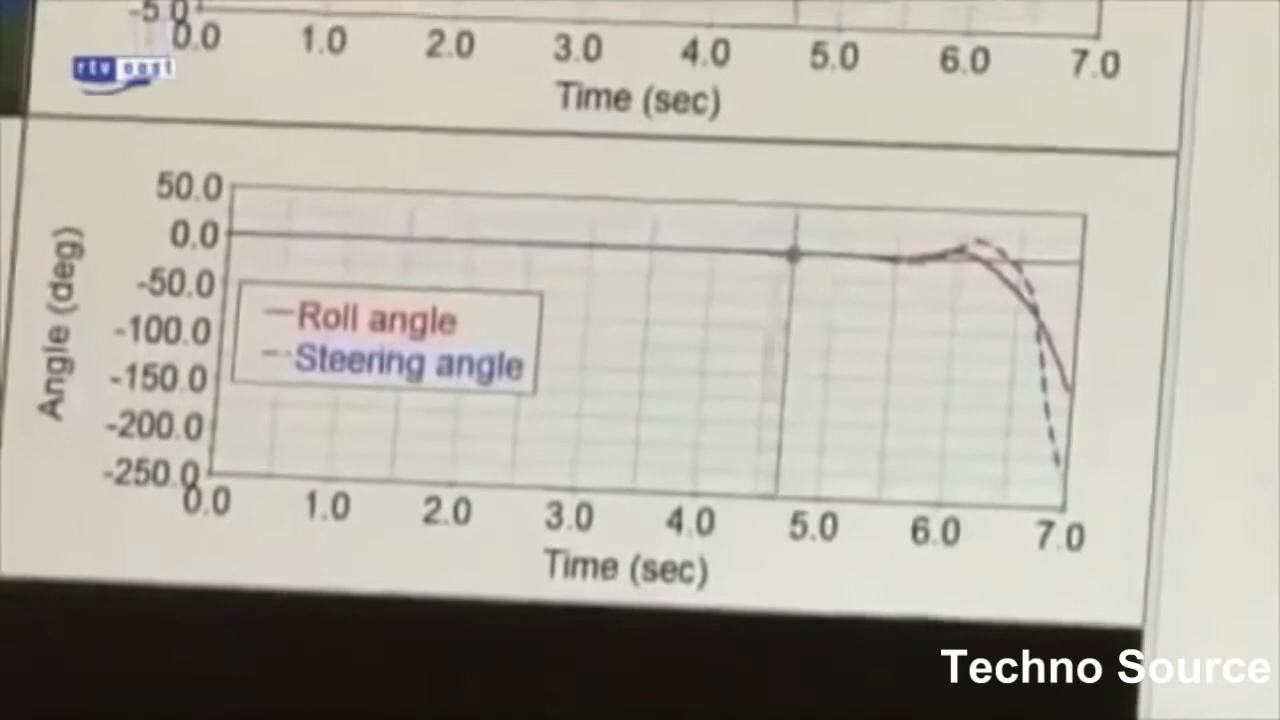 -5.0
0.0 1.0 2.0 3.0 4.0 5.0 6.0 7.0
rtv oost
Time (sec)
50.0
0.0
-50.0
-100.0
-150.0
-200.0
-250.0
Angle (deg)
Roll angle
Steering angle
0.0 1.0 2.0 3.0 4.0 5.0 6.0 7.0
Time (sec)
Techno Source